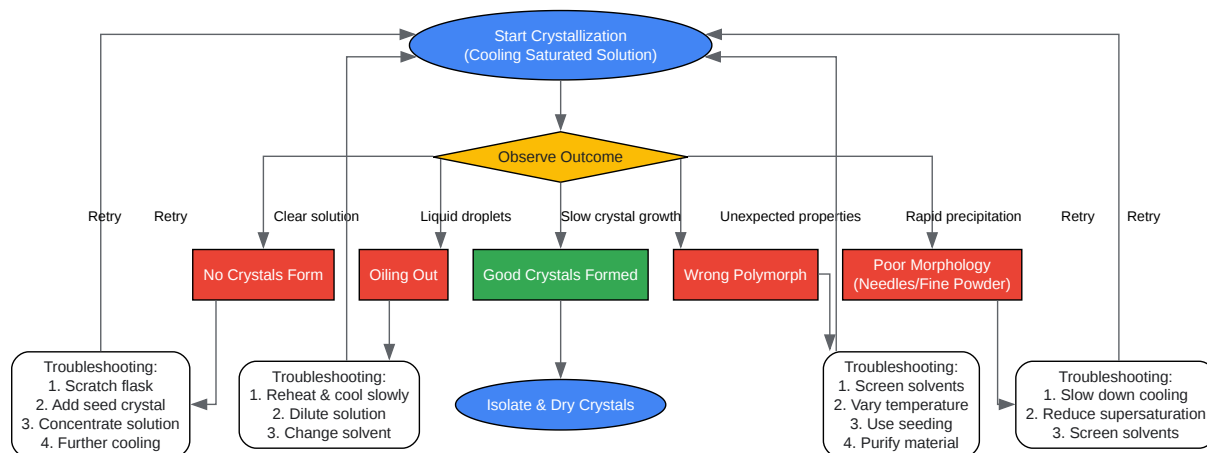 Start Crystallization
(Cooling Saturated Solution)
Observe Outcome
Retry
Retry
Clear solution
Liquid droplets
Slow crystal growth
Unexpected properties
Rapid precipitation
Retry
Retry
No Crystals Form
Oiling Out
Good Crystals Formed
Wrong Polymorph
Poor Morphology
(Needles/Fine Powder)
Troubleshooting:
1. Scratch flask
2. Add seed crystal
3. Concentrate solution
4. Further cooling
Troubleshooting:
1. Reheat & cool slowly
2. Dilute solution
3. Change solvent
Isolate & Dry Crystals
Troubleshooting:
1. Screen solvents
2. Vary temperature
3. Use seeding
4. Purify material
Troubleshooting:
1. Slow down cooling
2. Reduce supersaturation
3. Screen solvents